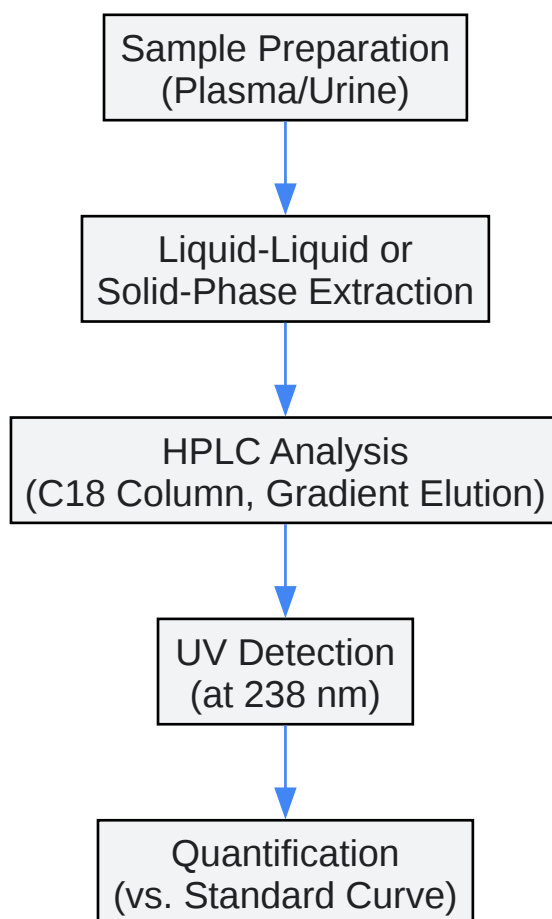 Sample Preparation
(Plasma/Urine)
Liquid-Liquid or
Solid-Phase Extraction
HPLC Analysis
(C18 Column, Gradient Elution)
UV Detection
(at 238 nm)
Quantification
(vs. Standard Curve)